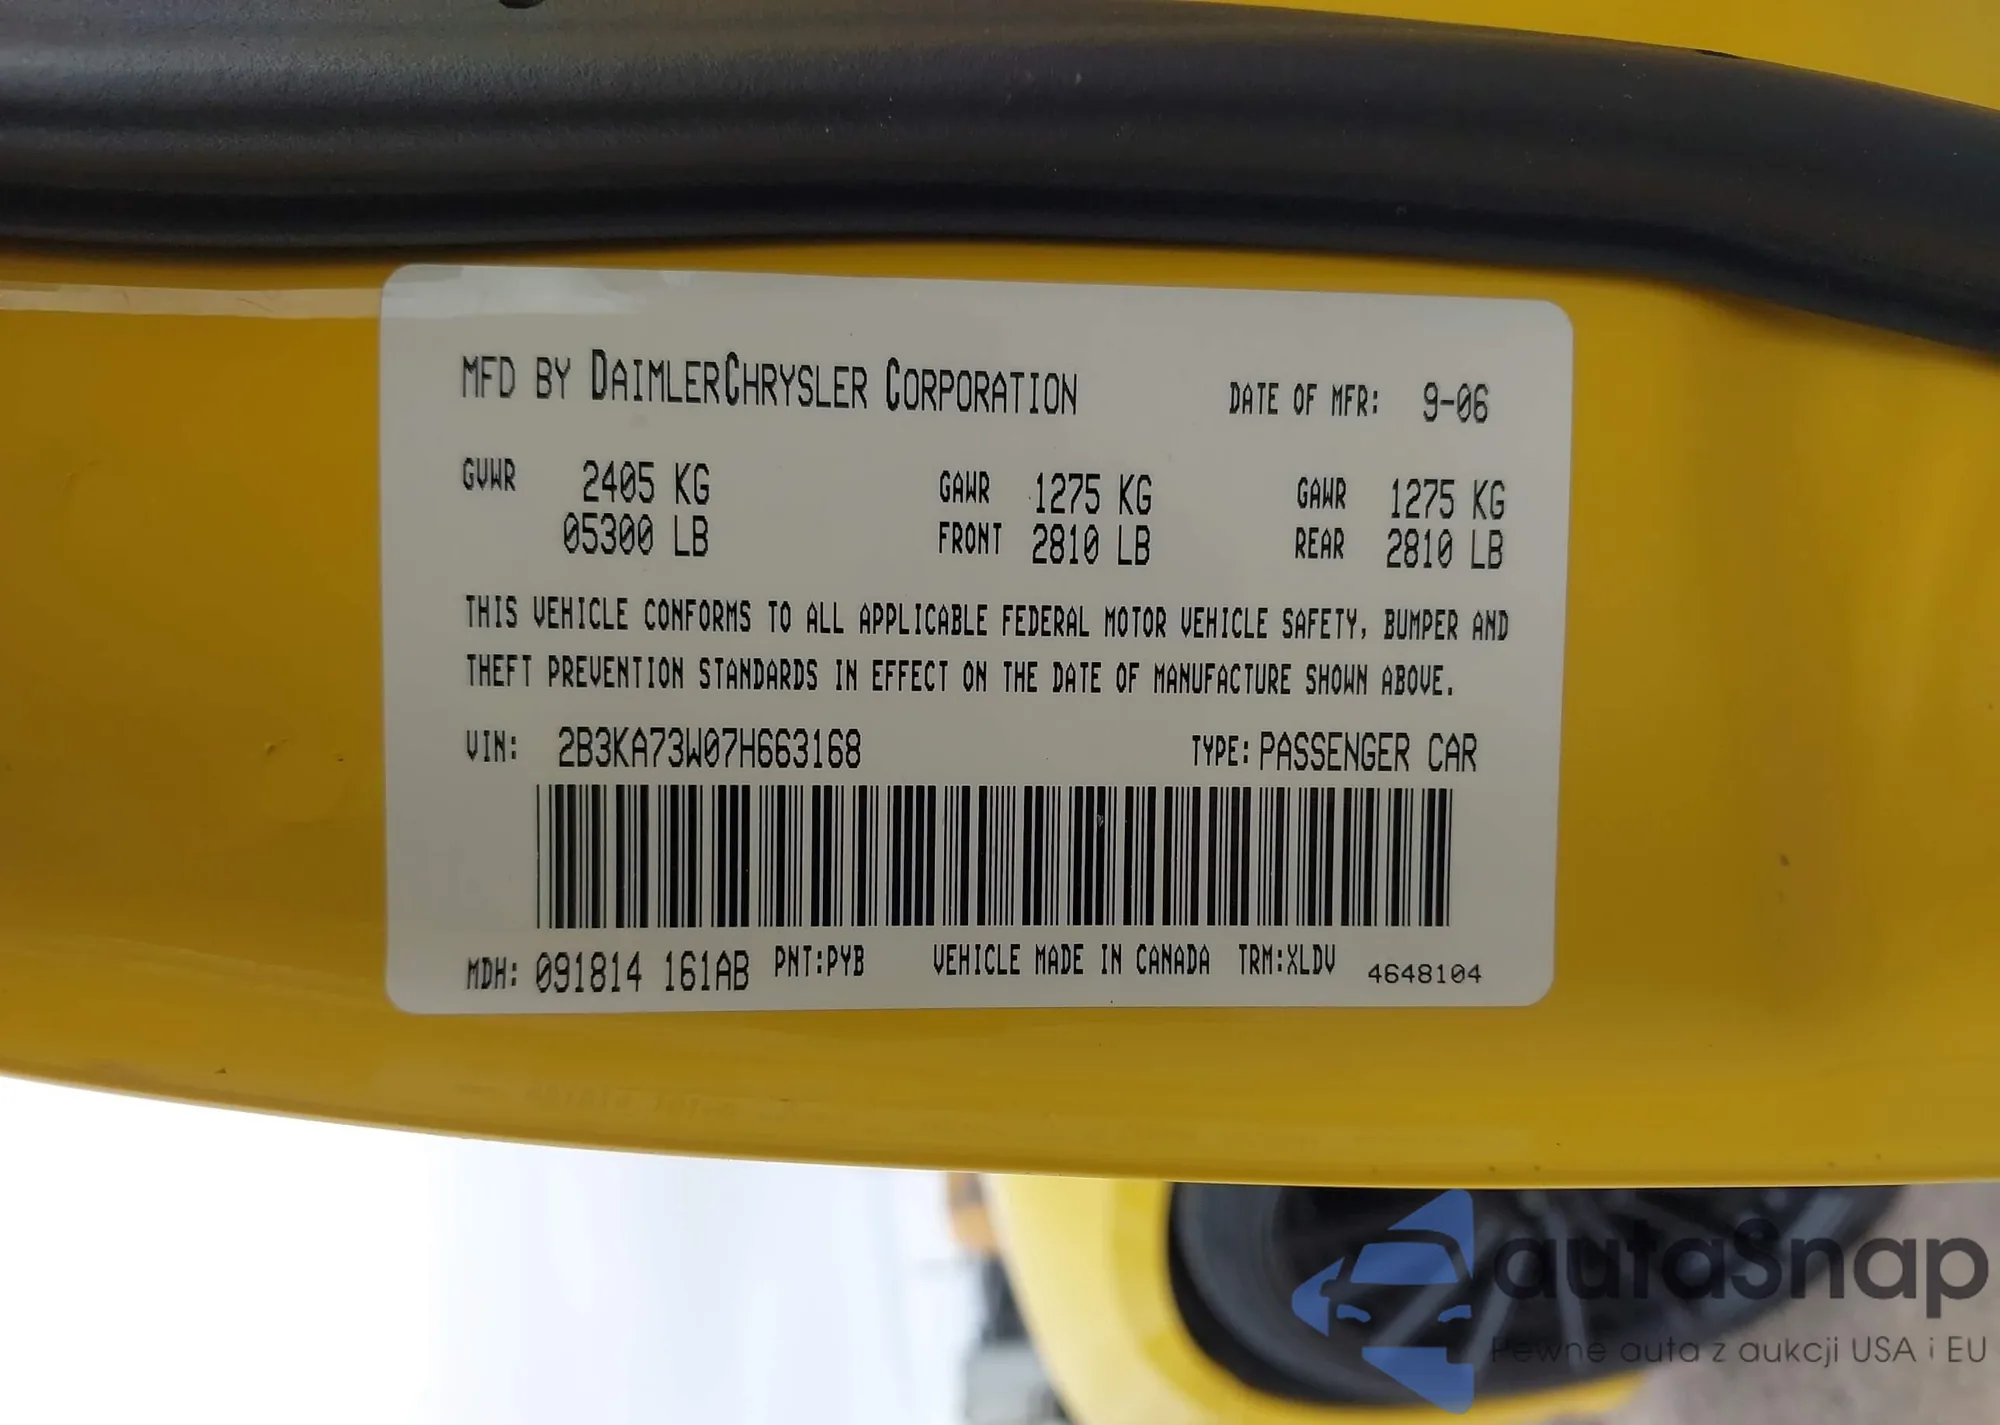 MFD BY DAIMLERCHRYSLER CORPORATION DATE OF MFR: 9-06
GVWR 2405 KG GAWR 1275 KG GAWR 1275 KG
05300 LB FRONT 2810 LB REAR 2810 LB
THIS VEHICLE CONFORMS TO ALL APPLICABLE FEDERAL MOTOR VEHICLE SAFETY, BUMPER AND
THEFT PREVENTION STANDARDS IN EFFECT ON THE DATE OF MANUFACTURE SHOWN ABOVE.
VIN: 2B3KA73W07H663168 TYPE: PASSENGER CAR
MDH: 091814 161AB PNT:PYB VEHICLE MADE IN CANADA TRM:XLDV 4648104
autaSnap
Pewne auta z aukcji USA i EU